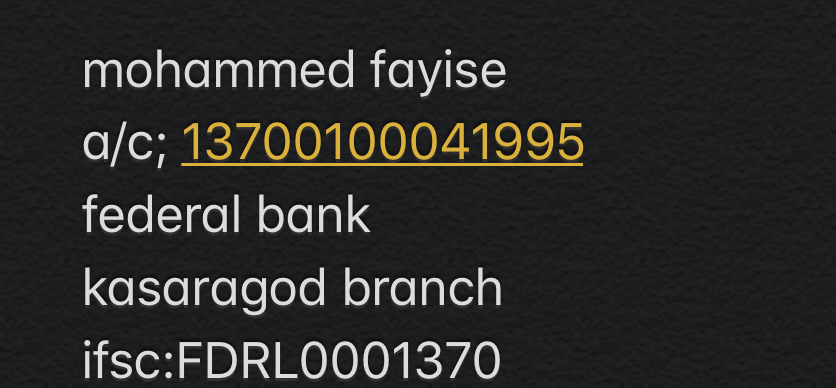 mohammed fayise
a/c; 13700100041995
federal bank
kasaragod branch
ifsc:FDRL0001370